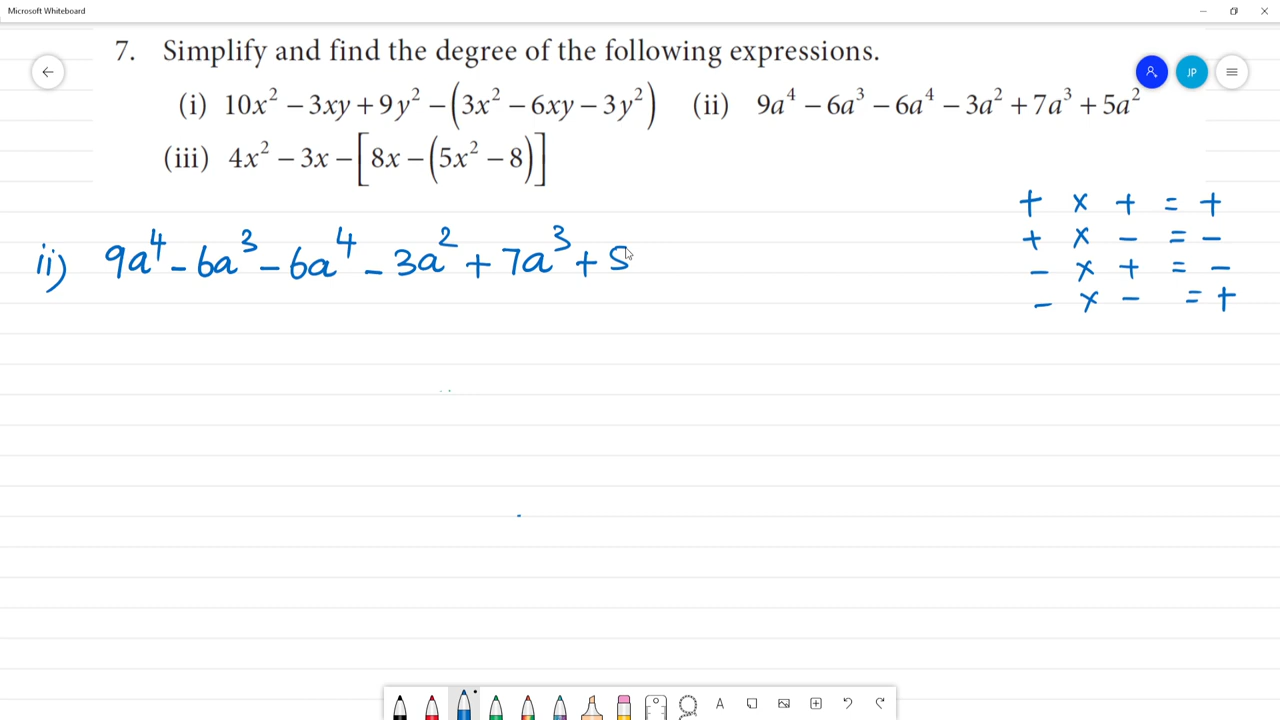 Microsoft Whiteboard
7. Simplify and find the degree of the following expressions.
(i) 10x² − 3xy + 9y² − (3x² − 6xy − 3y²) (ii) 9a⁴ − 6a³ − 6a⁴ − 3a² + 7a³ + 5a²
(iii) 4x² − 3x − [8x − (5x² − 8)]
JP
+ × + = +
+ × − = −
− × + = −
− × − = +
ii) 9a⁴ − 6a³ − 6a⁴ − 3a² + 7a³ + 5
A